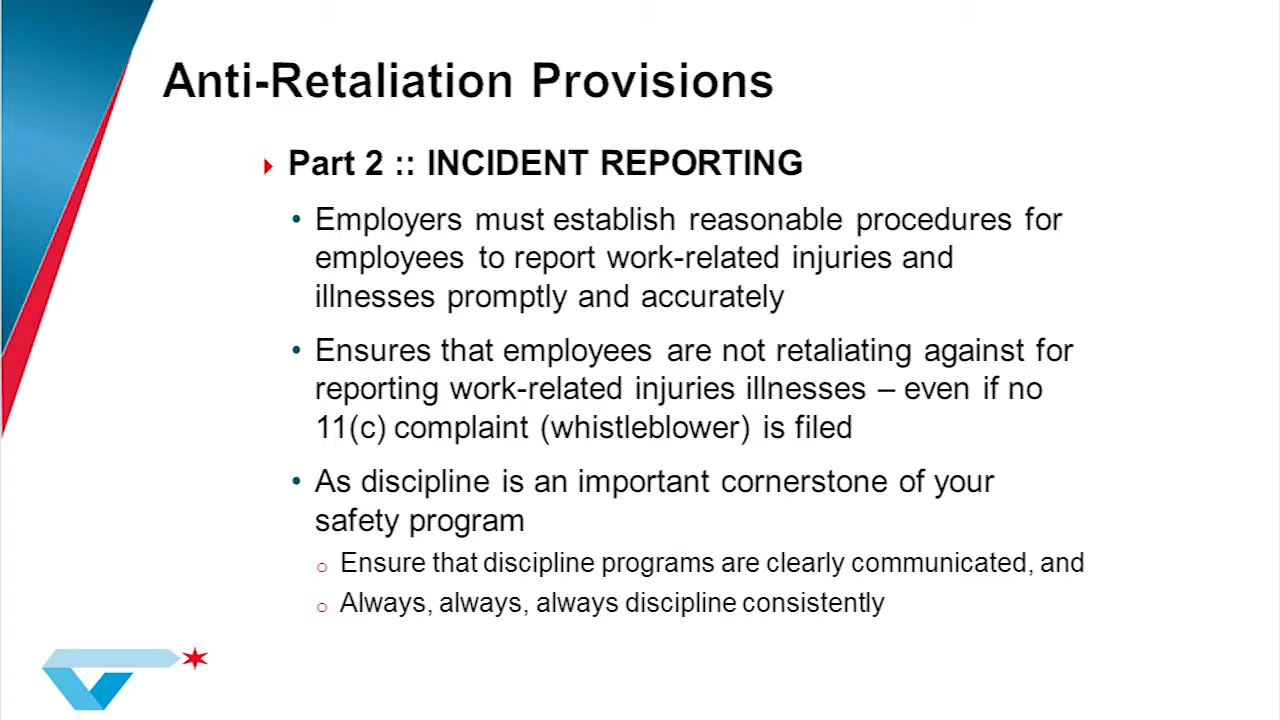 Anti-Retaliation Provisions
Part 2 :: INCIDENT REPORTING
• Employers must establish reasonable procedures for
employees to report work-related injuries and
illnesses promptly and accurately
• Ensures that employees are not retaliating against for
reporting work-related injuries illnesses – even if no
11(c) complaint (whistleblower) is filed
• As discipline is an important cornerstone of your
safety program
○ Ensure that discipline programs are clearly communicated, and
○ Always, always, always discipline consistently